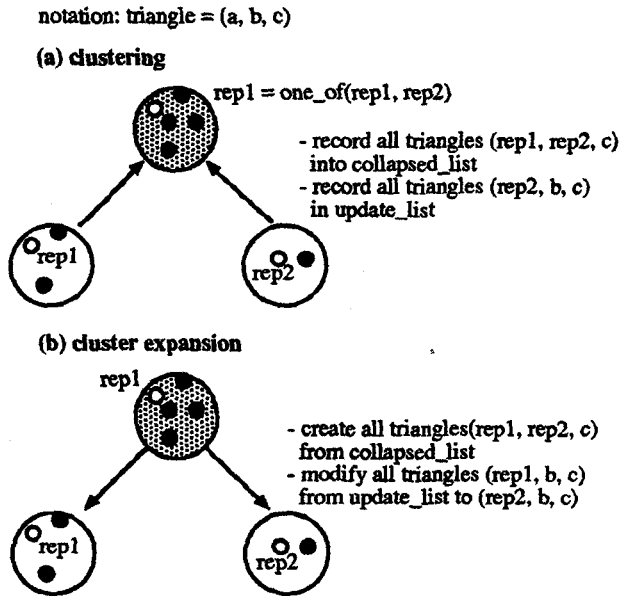 notation: triangle = (a, b, c)
(a) clustering
rep1 = one_of(rep1, rep2)
- record all triangles (rep1, rep2, c)
into collapsed_list
- record all triangles (rep2, b, c)
in update_list
rep1
rep2
(b) cluster expansion
rep1
- create all triangles(rep1, rep2, c)
from collapsed_list
- modify all triangles (rep1, b, c)
from update_list to (rep2, b, c)
rep1
rep2